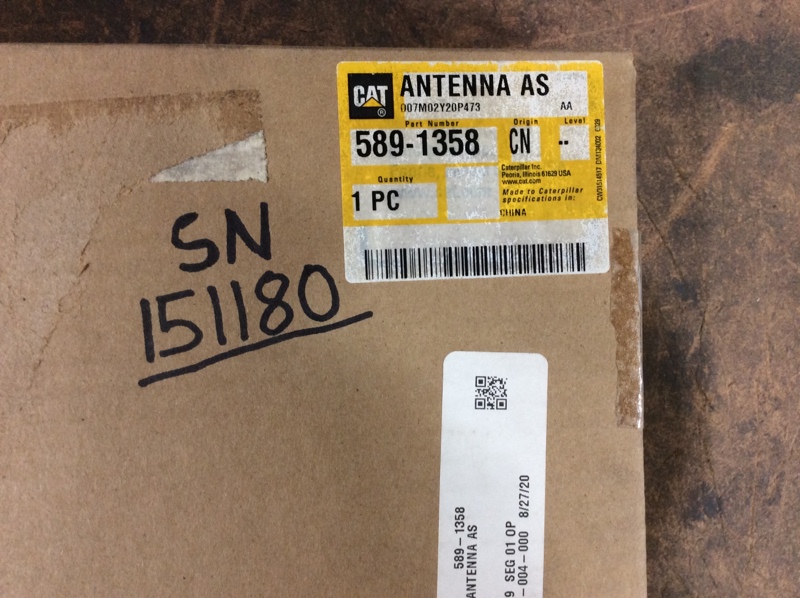 CAT
®
ANTENNA AS
007M02Y20P473 AA
Part Number Origin Level
589-1358 CN --
Caterpillar Inc.
Peoria, Illinois 61629 USA
www.cat.com
Quantity
1 PC
Made to Caterpillar
specifications in:
CHINA
SN
151180
589-1358
ANTENNA AS
9 SEG 01 OP
-004-000 8/27/20